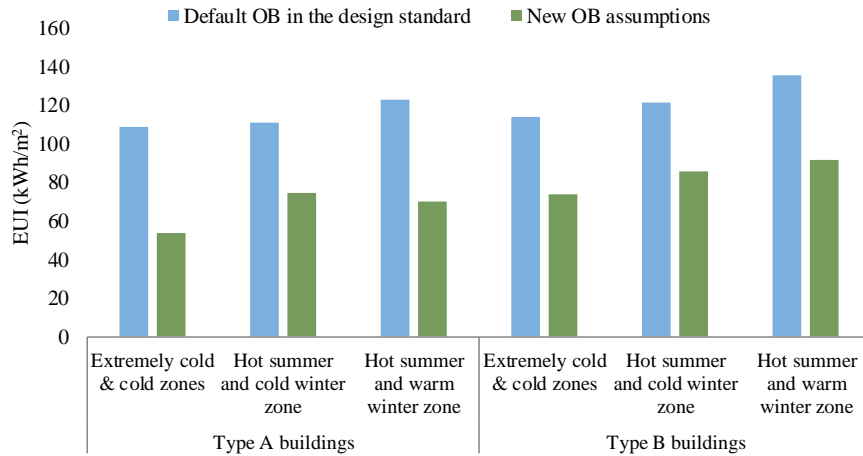 Default OB in the design standard New OB assumptions
160
140
120
100
80
60
40
20
0
EUI (kWh/m²)
Extremely cold
& cold zones
Hot summer
and cold winter
zone
Hot summer
and warm
winter zone
Extremely cold
& cold zones
Hot summer
and cold winter
zone
Hot summer
and warm
winter zone
Type A buildings
Type B buildings